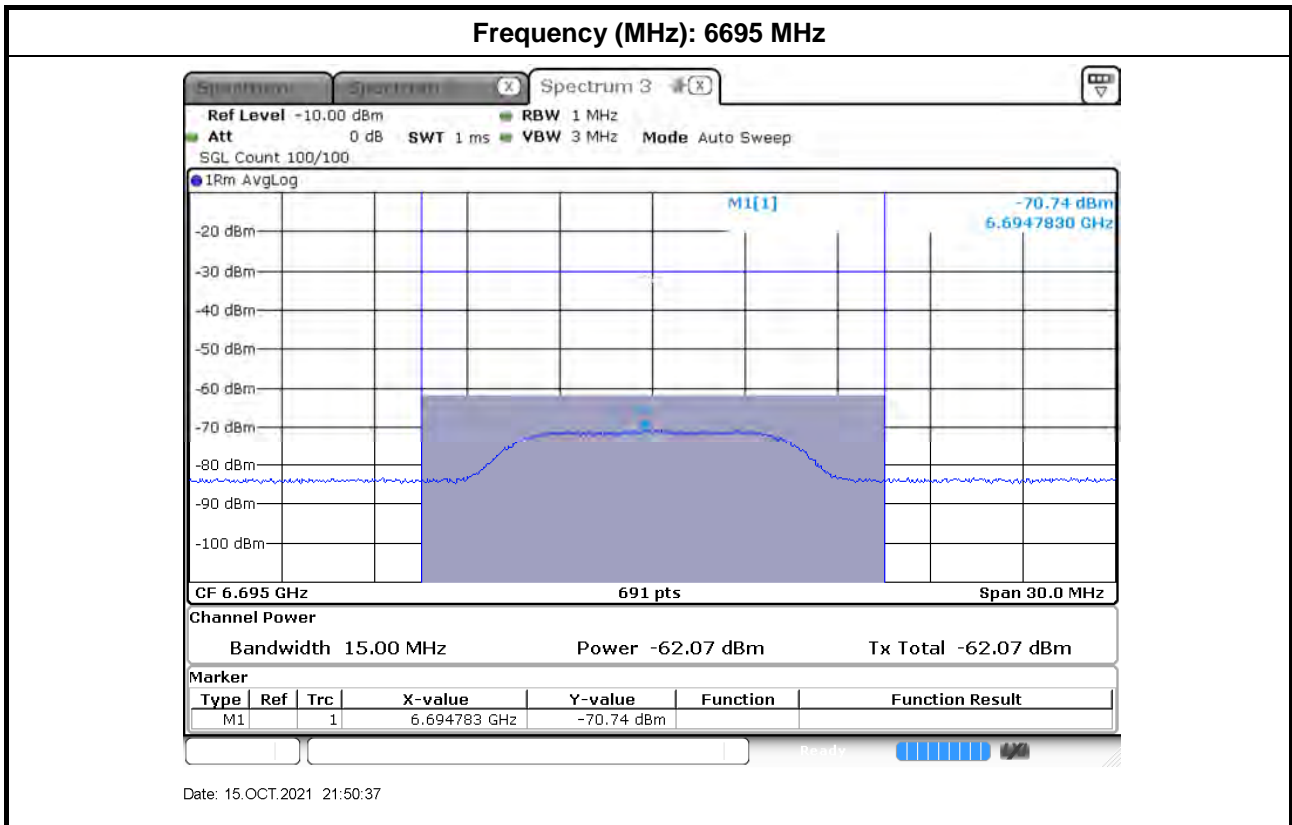 Frequency (MHz): 6695 MHz
Spectrum 3
Ref Level -10.00 dBm RBW 1 MHz
Att 0 dB SWT 1 ms VBW 3 MHz Mode Auto Sweep
SGL Count 100/100
1Rm AvgLog
M1[1] -70.74 dBm
6.6947830 GHz
-20 dBm
-30 dBm
-40 dBm
-50 dBm
-60 dBm
-70 dBm
-80 dBm
-90 dBm
-100 dBm
CF 6.695 GHz 691 pts Span 30.0 MHz
Channel Power
Bandwidth 15.00 MHz Power -62.07 dBm Tx Total -62.07 dBm
Marker
Type Ref Trc X-value Y-value Function Function Result
M1 1 6.694783 GHz -70.74 dBm
Ready
Date: 15.OCT.2021 21:50:37